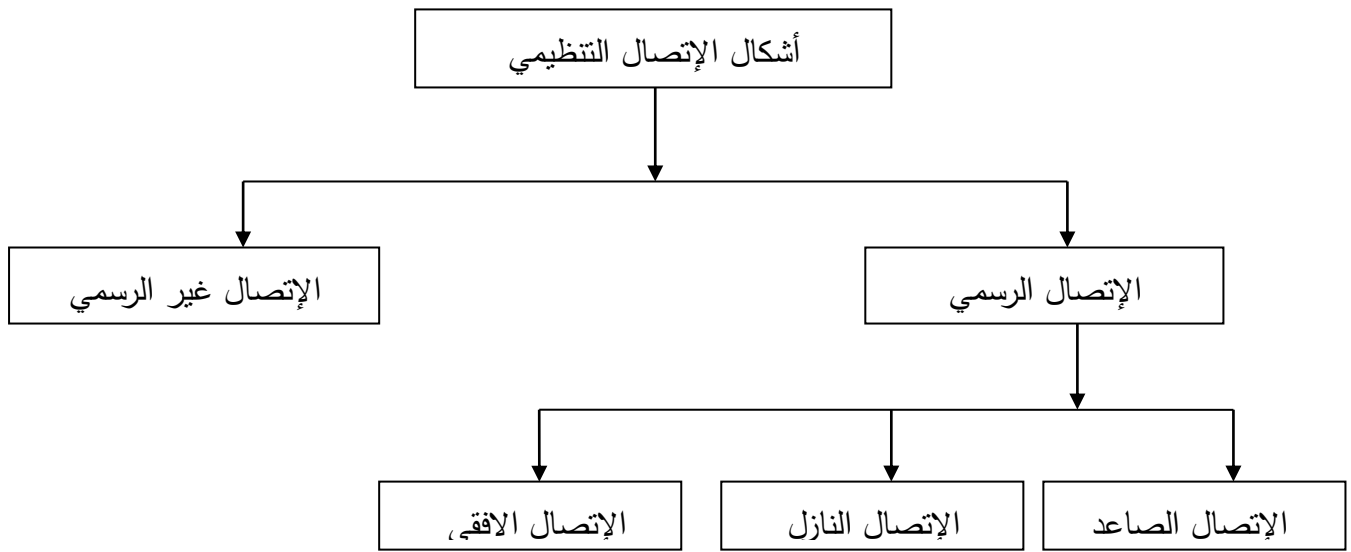 أشكال الإتصال التنظيمي
الإتصال الرسمي
الإتصال غير الرسمي
الإتصال الصاعد
الإتصال النازل
الإتصال الافقي